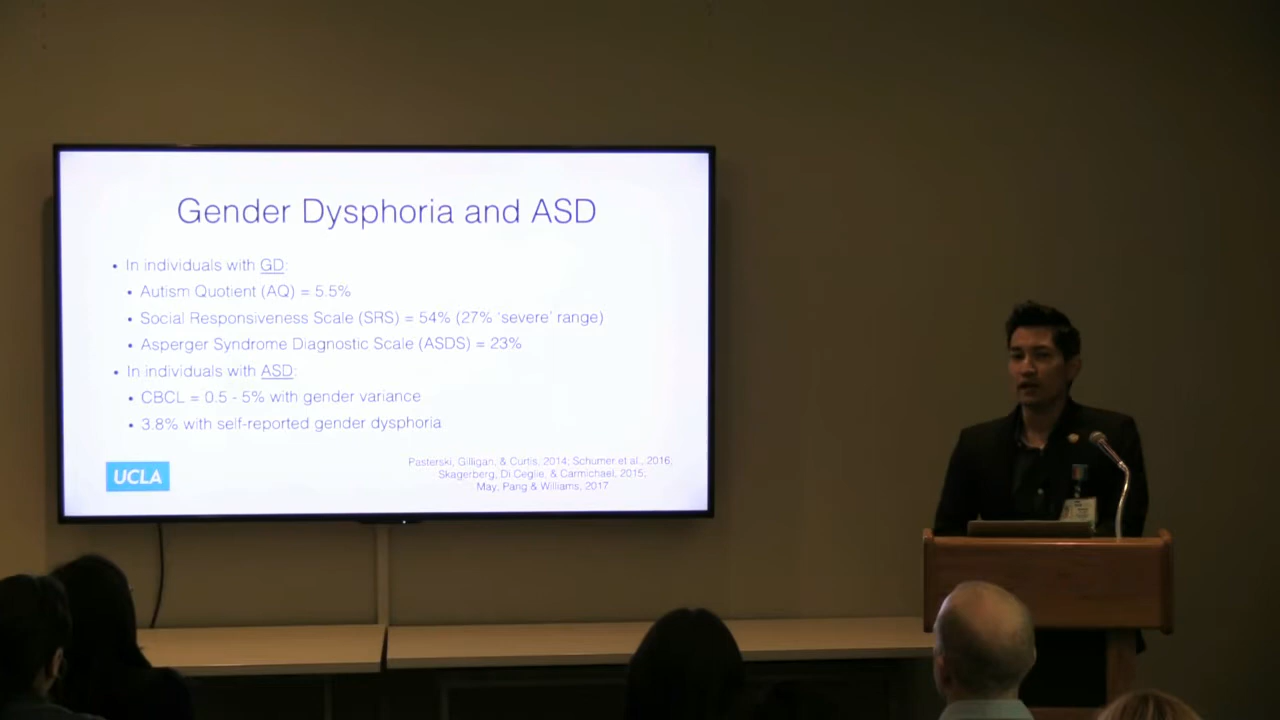 Gender Dysphoria and ASD
• In individuals with GD:
• Autism Quotient (AQ) = 5.5%
• Social Responsiveness Scale (SRS) = 54% (27% 'severe' range)
• Asperger Syndrome Diagnostic Scale (ASDS) = 23%
• In individuals with ASD:
• CBCL = 0.5 - 5% with gender variance
• 3.8% with self-reported gender dysphoria
UCLA
Pasterski, Gilligan, & Curtis, 2014; Schumer et al., 2016;
Skagerberg, Di Ceglie, & Carmichael, 2015;
May, Pang & Williams, 2017